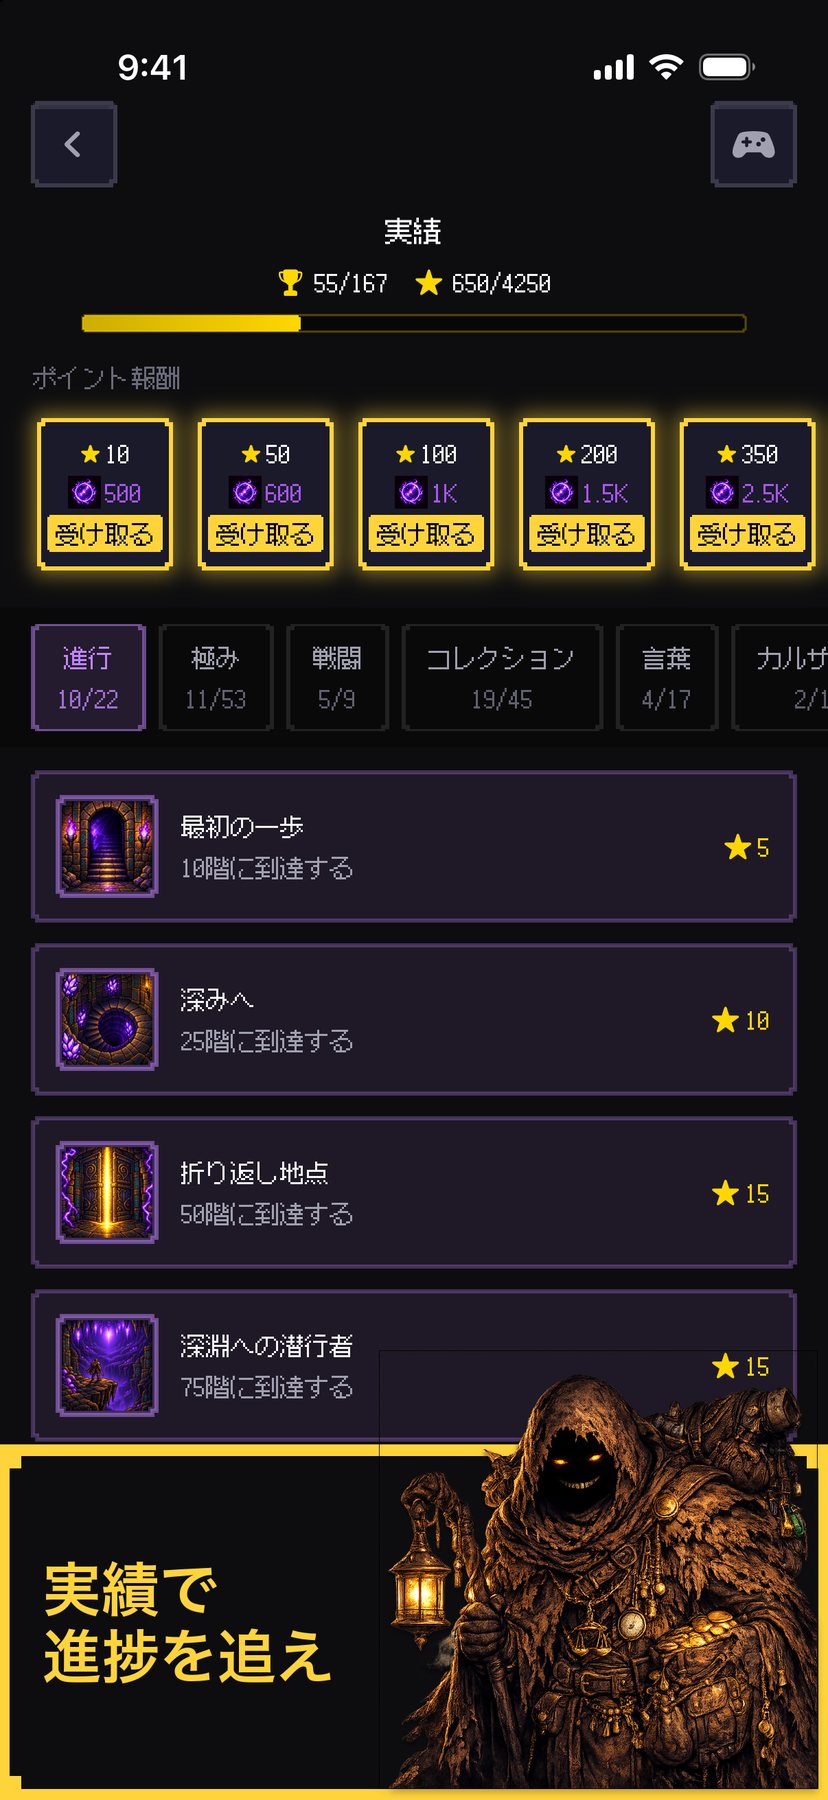 9:41
実績
55/167 650/4250
ポイント報酬
10 50 100 200 350
500 600 1K 1.5K 2.5K
受け取る 受け取る 受け取る 受け取る 受け取る
進行 極み 戦闘 コレクション 言葉 カルザ
10/22 11/53 5/9 19/45 4/17 2/1
最初の一歩
10階に到達する
5
深みへ
25階に到達する
10
折り返し地点
50階に到達する
15
深淵への潜行者
75階に到達する
15
実績で
進捗を追え